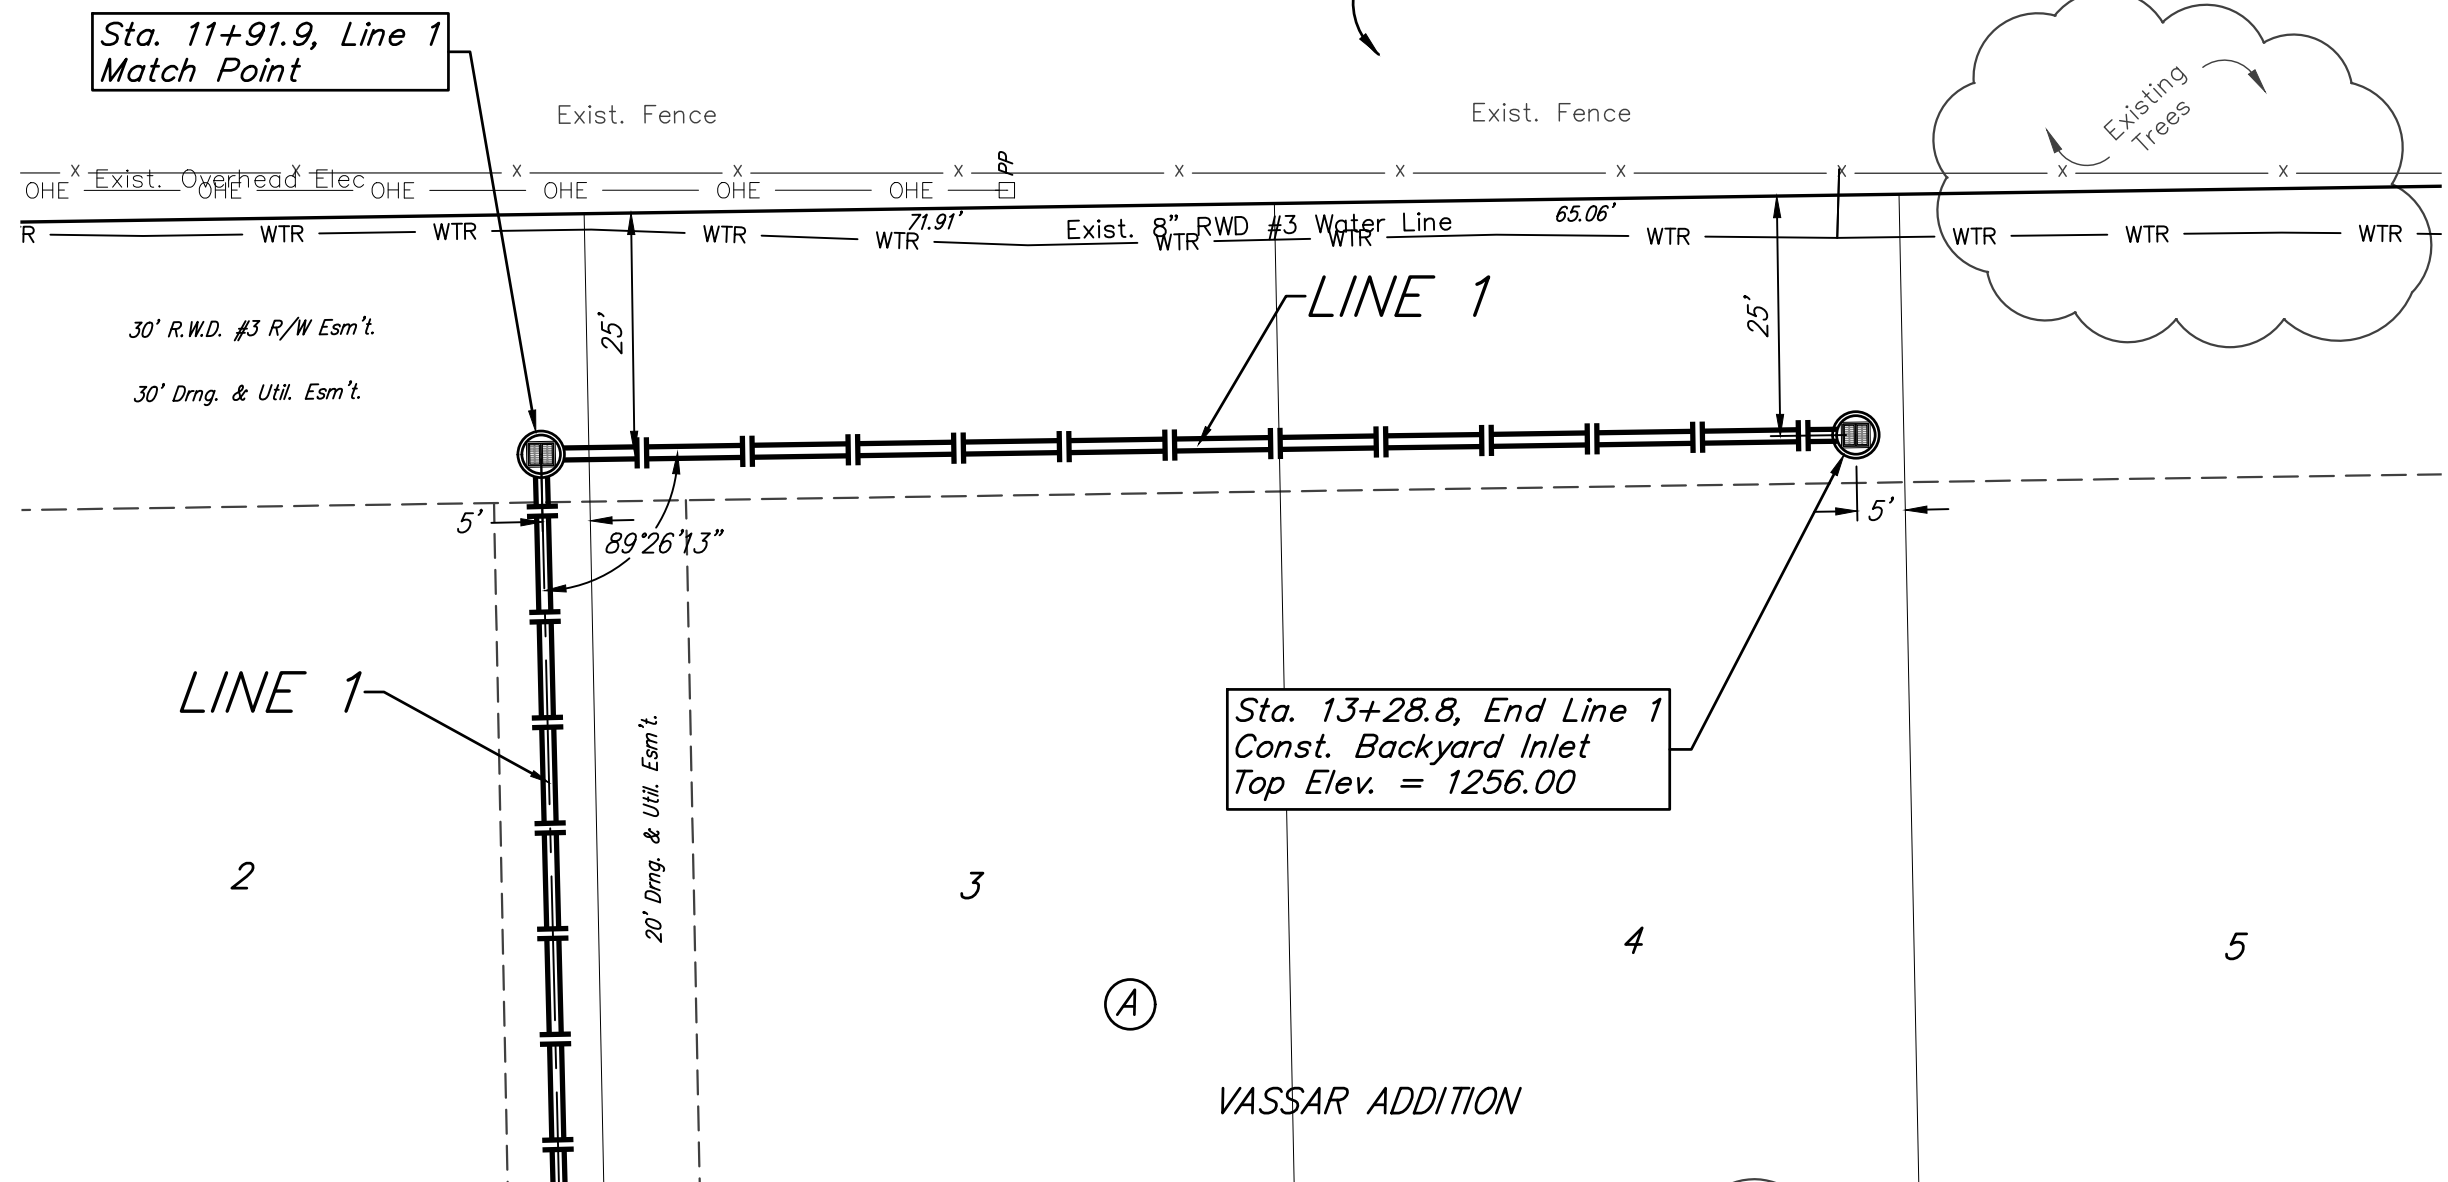 Sta. 11+91.9, Line 1
Match Point
Exist. Fence
Exist. Fence
Existing
Trees
x x x x x x x x x x x
PP
Exist. Overhead Elec
OHE OHE OHE OHE OHE OHE
71.91'
65.06'
Exist. 8" RWD #3 Water Line
R WTR WTR WTR WTR WTR WTR WTR WTR WTR WTR
25'
LINE 1
25'
30' R.W.D. #3 R/W Esm't.
30' Drng. & Util. Esm't.
5'
5'
89°26'13"
LINE 1
Sta. 13+28.8, End Line 1
Const. Backyard Inlet
Top Elev. = 1256.00
20' Drng. & Util. Esm't.
2
3
4
5
A
VASSAR ADDITION